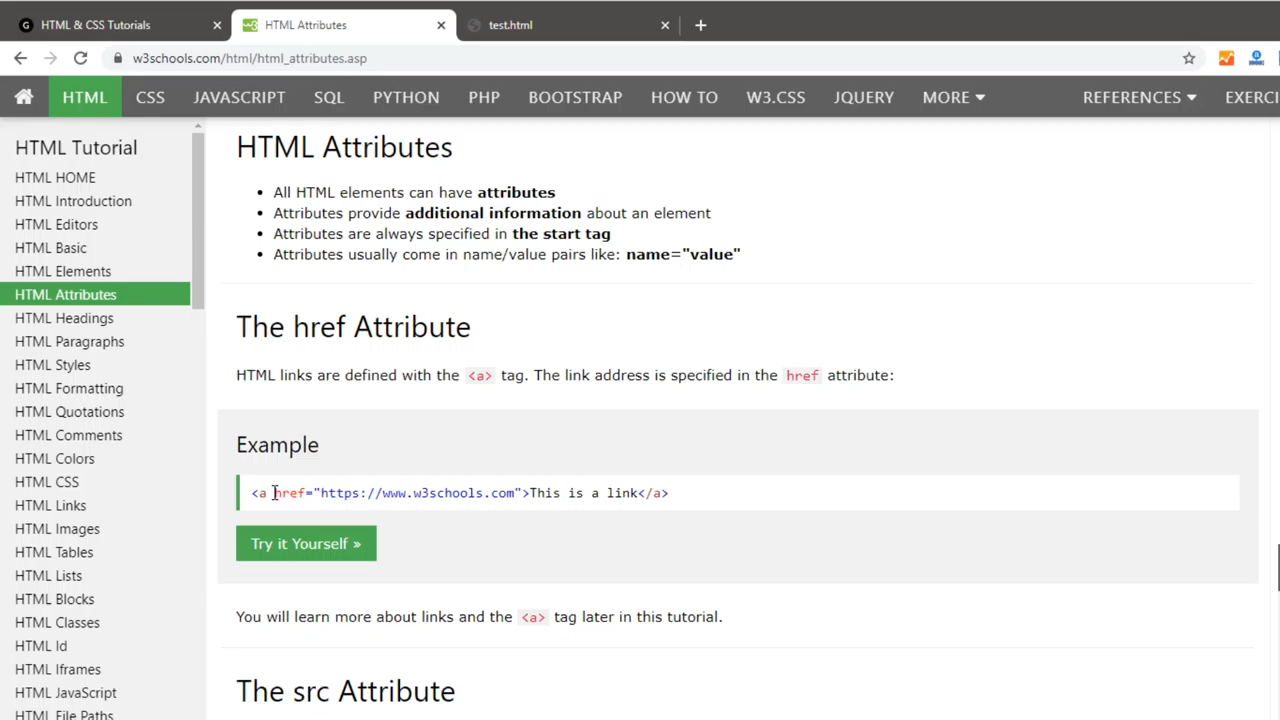 HTML & CSS Tutorials
HTML Attributes
test.html
w3schools.com/html/html_attributes.asp
HTML CSS JAVASCRIPT SQL PYTHON PHP BOOTSTRAP HOW TO W3.CSS JQUERY MORE REFERENCES EXERCI
HTML Tutorial
HTML HOME
HTML Introduction
HTML Editors
HTML Basic
HTML Elements
HTML Attributes
HTML Headings
HTML Paragraphs
HTML Styles
HTML Formatting
HTML Quotations
HTML Comments
HTML Colors
HTML CSS
HTML Links
HTML Images
HTML Tables
HTML Lists
HTML Blocks
HTML Classes
HTML Id
HTML Iframes
HTML JavaScript
HTML File Paths
HTML Attributes
• All HTML elements can have attributes
• Attributes provide additional information about an element
• Attributes are always specified in the start tag
• Attributes usually come in name/value pairs like: name="value"
The href Attribute
HTML links are defined with the <a> tag. The link address is specified in the href attribute:
Example
<a href="https://www.w3schools.com">This is a link</a>
Try it Yourself »
You will learn more about links and the <a> tag later in this tutorial.
The src Attribute